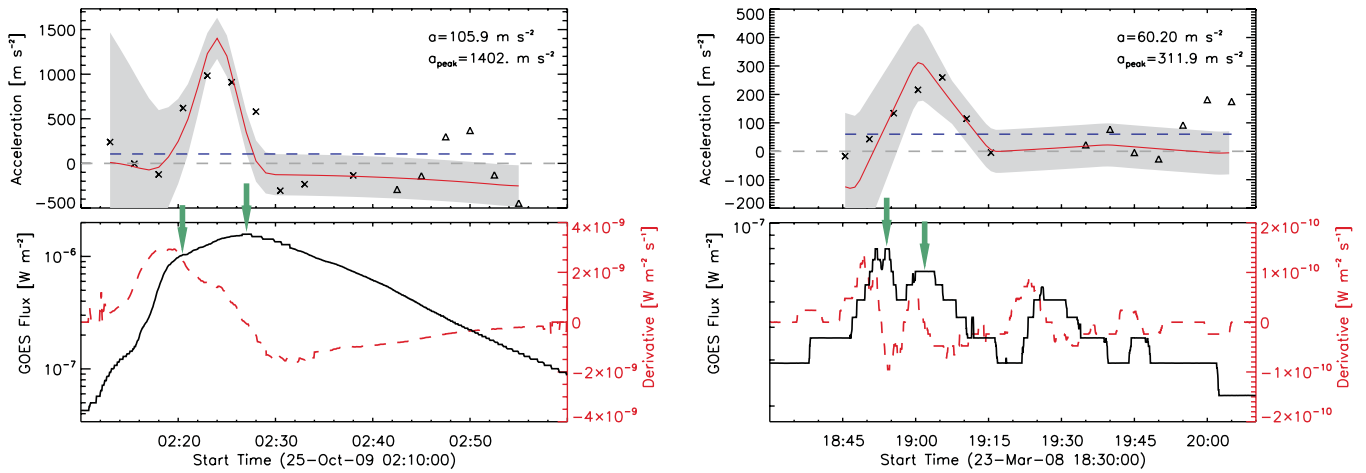 1500
1000
500
0
−500
Acceleration [m s⁻²]
a=105.9 m s⁻²
a_peak=1402. m s⁻²
10⁻⁶
10⁻⁷
GOES Flux [W m⁻²]
4×10⁻⁹
2×10⁻⁹
0
−2×10⁻⁹
−4×10⁻⁹
Derivative [W m⁻² s⁻¹]
02:20 02:30 02:40 02:50
Start Time (25-Oct-09 02:10:00)
500
400
300
200
100
0
−100
−200
Acceleration [m s⁻²]
a=60.20 m s⁻²
a_peak=311.9 m s⁻²
10⁻⁷
GOES Flux [W m⁻²]
2×10⁻¹⁰
1×10⁻¹⁰
0
−1×10⁻¹⁰
−2×10⁻¹⁰
Derivative [W m⁻² s⁻¹]
18:45 19:00 19:15 19:30 19:45 20:00
Start Time (23-Mar-08 18:30:00)